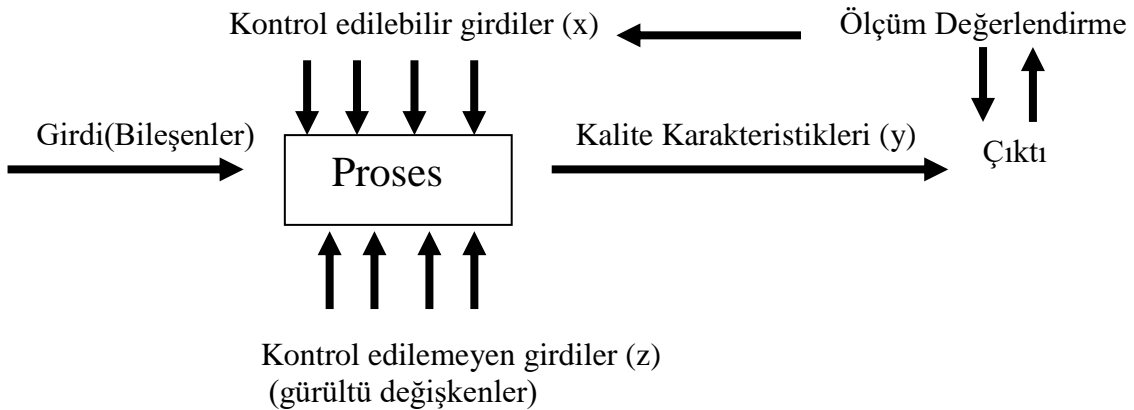 Kontrol edilebilir girdiler (x)
Ölçüm Değerlendirme
Girdi(Bileşenler)
Proses
Kalite Karakteristikleri (y)
Çıktı
Kontrol edilemeyen girdiler (z)
(gürültü değişkenler)